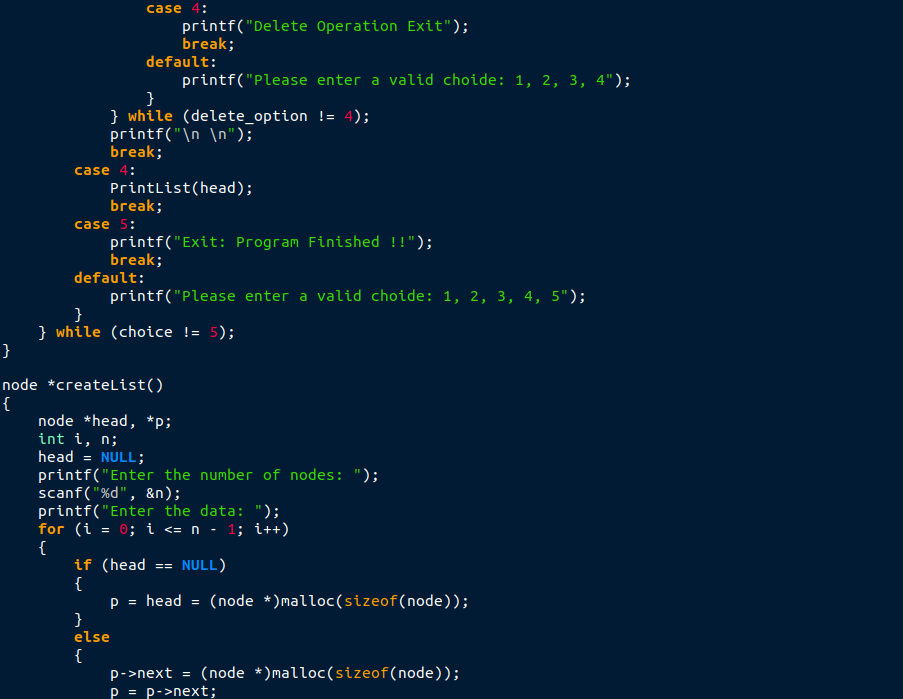 case 4:
                    printf("Delete Operation Exit");
                    break;
                default:
                    printf("Please enter a valid choide: 1, 2, 3, 4");
                }
            } while (delete_option != 4);
            printf("\n \n");
            break;
        case 4:
            PrintList(head);
            break;
        case 5:
            printf("Exit: Program Finished !!");
            break;
        default:
            printf("Please enter a valid choide: 1, 2, 3, 4, 5");
        }
    } while (choice != 5);
}

node *createList()
{
    node *head, *p;
    int i, n;
    head = NULL;
    printf("Enter the number of nodes: ");
    scanf("%d", &n);
    printf("Enter the data: ");
    for (i = 0; i <= n - 1; i++)
    {
        if (head == NULL)
        {
            p = head = (node *)malloc(sizeof(node));
        }
        else
        {
            p->next = (node *)malloc(sizeof(node));
            p = p->next;